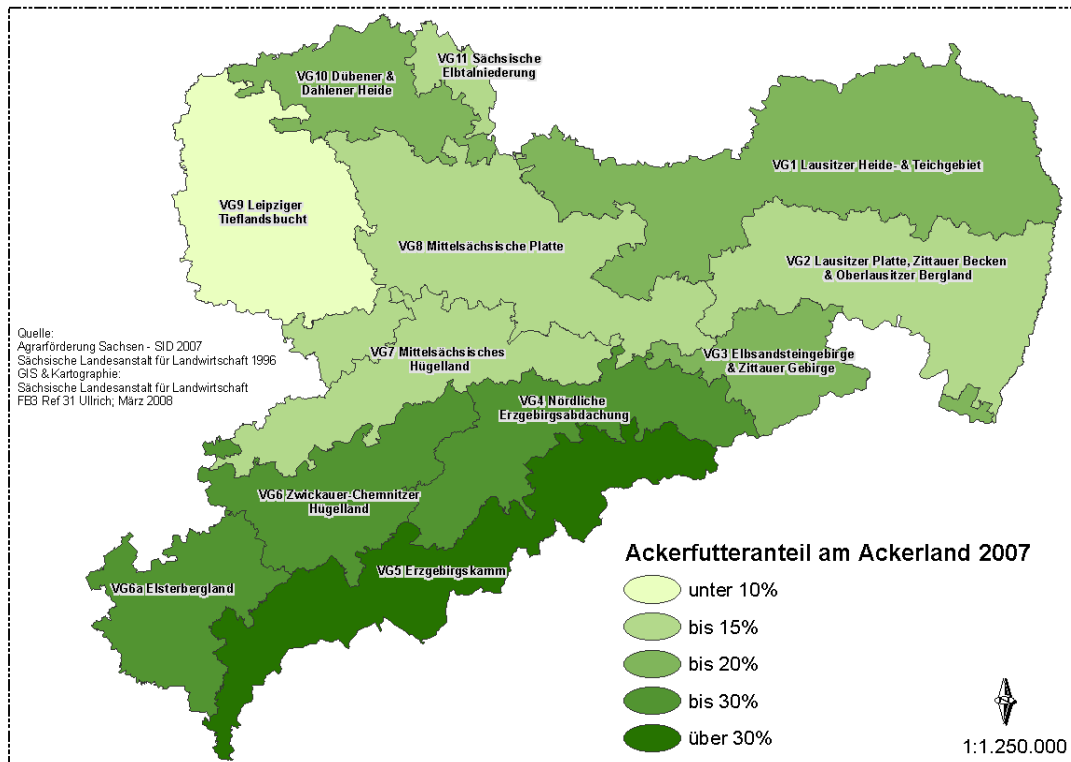 VG11 Sächsische
Elbtalniederung
VG10 Dübener &
Dahlener Heide
VG1 Lausitzer Heide- & Teichgebiet
VG9 Leipziger
Tieflandsbucht
VG8 Mittelsächsische Platte
VG2 Lausitzer Platte, Zittauer Becken
& Oberlausitzer Bergland
Quelle:
Agrarförderung Sachsen - SID 2007
Sächsische Landesanstalt für Landwirtschaft 1996
GIS & Kartographie:
Sächsische Landesanstalt für Landwirtschaft
FB3 Ref 31 Ullrich; März 2008
VG7 Mittelsächsisches
Hügelland
VG3 Elbsandsteingebirge
& Zittauer Gebirge
VG4 Nördliche
Erzgebirgsabdachung
VG6 Zwickauer-Chemnitzer
Hügelland
VG5 Erzgebirgskamm
VG6a Elsterbergland
Ackerfutteranteil am Ackerland 2007
unter 10%
bis 15%
bis 20%
bis 30%
über 30%
N
1:1.250.000